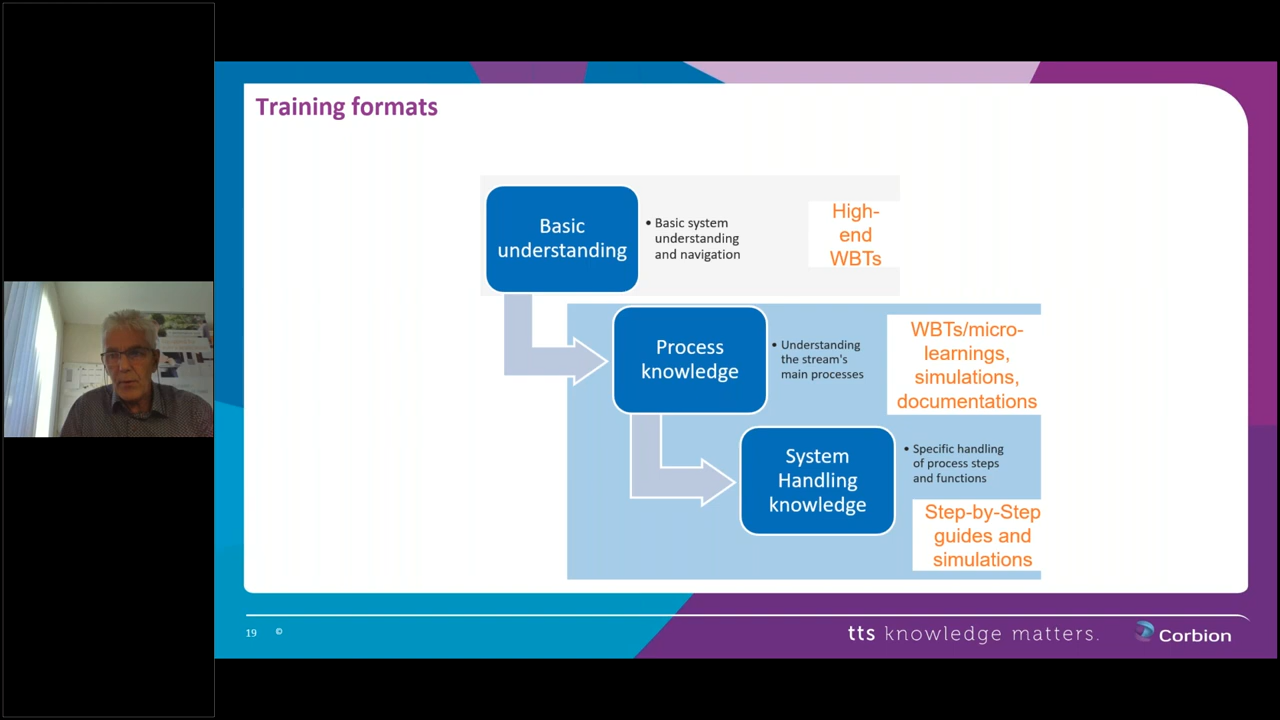 Training formats
Basic
understanding
• Basic system
understanding
and navigation
High-
end
WBTs
Process
knowledge
• Understanding
the stream's
main processes
WBTs/micro-
learnings,
simulations,
documentations
System
Handling
knowledge
• Specific handling
of process steps
and functions
Step-by-Step
guides and
simulations
19 ©
tts knowledge matters.
Corbion